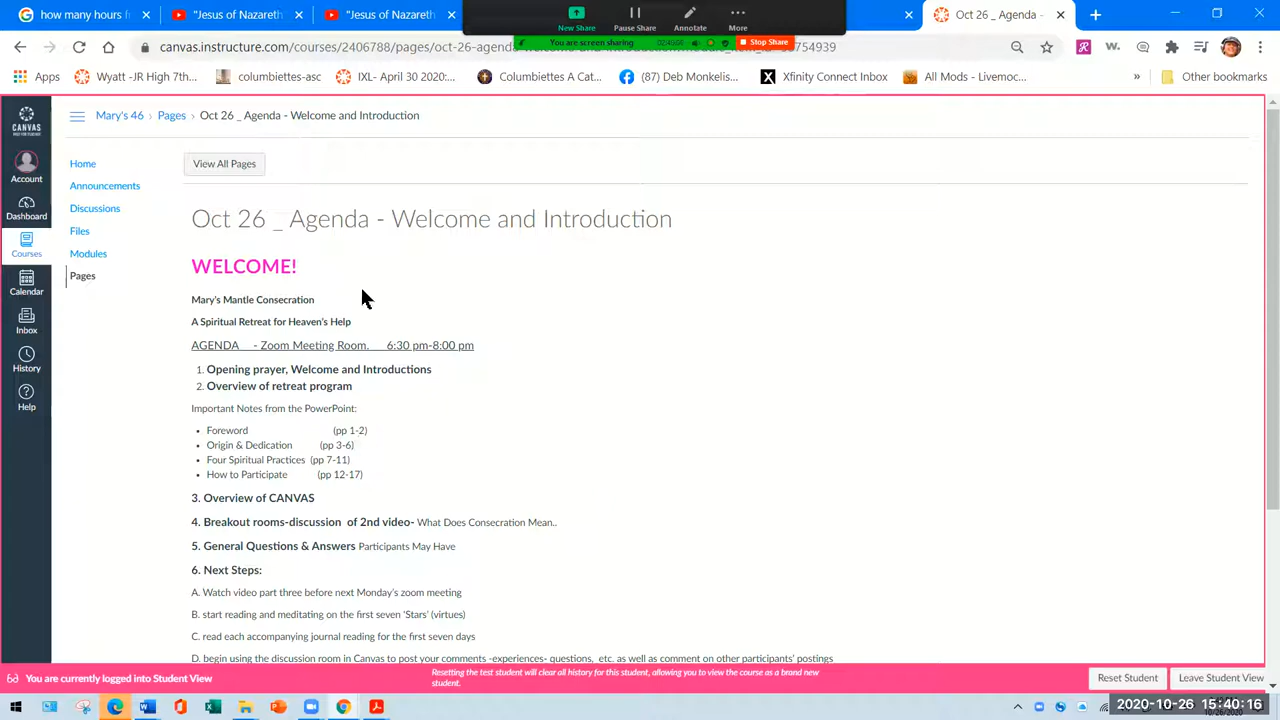 how many hours f
"Jesus of Nazareth
"Jesus of Nazareth
Oct 26 _ Agenda -
New Share
Pause Share
Annotate
More
You are screen sharing
Stop Share
canvas.instructure.com/courses/2406788/pages/oct-26-agenda
Apps
Wyatt -JR High 7th...
columbiettes-asc
IXL- April 30 2020:...
Columbiettes A Cat...
(87) Deb Monkelis...
Xfinity Connect Inbox
All Mods - Livemoc...
Other bookmarks
CANVAS
Account
Dashboard
Courses
Calendar
Inbox
History
Help
Mary's 46 › Pages › Oct 26 _ Agenda - Welcome and Introduction
Home
Announcements
Discussions
Files
Modules
Pages
View All Pages
Oct 26 _ Agenda - Welcome and Introduction
WELCOME!
Mary's Mantle Consecration
A Spiritual Retreat for Heaven's Help
AGENDA - Zoom Meeting Room. 6:30 pm-8:00 pm
1. Opening prayer, Welcome and Introductions
2. Overview of retreat program
Important Notes from the PowerPoint:
• Foreword (pp 1-2)
• Origin & Dedication (pp 3-6)
• Four Spiritual Practices (pp 7-11)
• How to Participate (pp 12-17)
3. Overview of CANVAS
4. Breakout rooms-discussion of 2nd video- What Does Consecration Mean..
5. General Questions & Answers Participants May Have
6. Next Steps:
A. Watch video part three before next Monday's zoom meeting
B. start reading and meditating on the first seven 'Stars' (virtues)
C. read each accompanying journal reading for the first seven days
D. begin using the discussion room in Canvas to post your comments -experiences- questions, etc. as well as comment on other participants' postings
You are currently logged into Student View
Resetting the test student will clear all history for this student, allowing you to view the course as a brand new student.
Reset Student
Leave Student View
2020-10-26 15:40:16